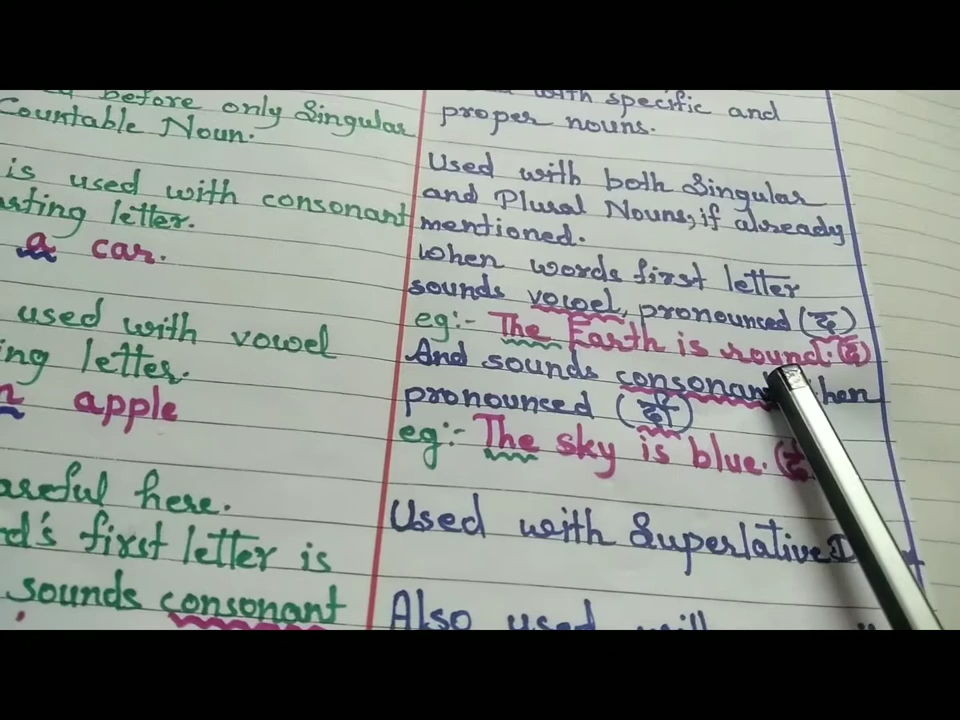 before only Singular
Countable Noun.
is used with consonant
letter.
a car.
used with vowel
letter.
apple
here.
first letter is
sounds consonant
with specific and
proper nouns.
Used with both Singular
and Plural Nouns, if already
mentioned.
When words first letter
sounds vowel, pronounced (द)
eg:- The Earth is round. (द)
And sounds consonant
pronounced
eg:- The sky is blue.
Used with Superlative
Also used